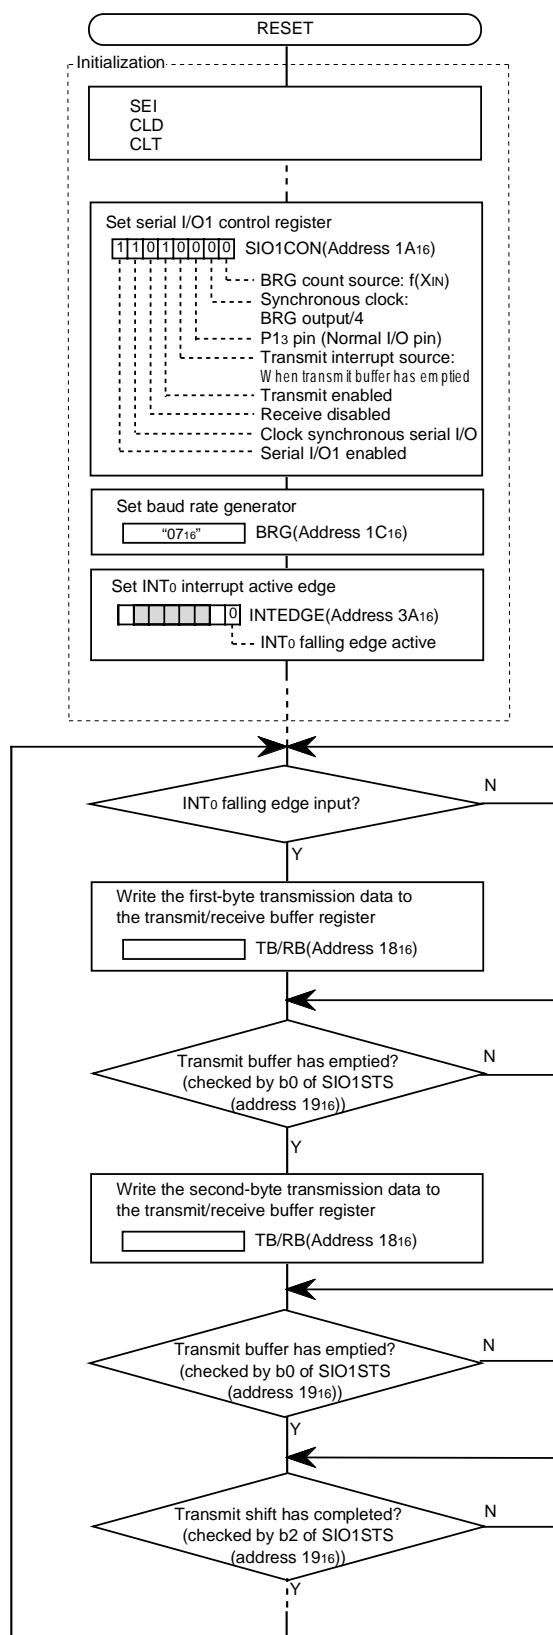 RESET
Initialization
SEI
CLD
CLT
Set serial I/O1 control register
1 1 0 1 0 0 0 0 SIO1CON(Address 1A16)
BRG count source: f(XIN)
Synchronous clock:
BRG output/4
P13 pin (Normal I/O pin)
Transmit interrupt source:
When transmit buffer has emptied
Transmit enabled
Receive disabled
Clock synchronous serial I/O
Serial I/O1 enabled
Set baud rate generator
“0716” BRG(Address 1C16)
Set INT0 interrupt active edge
0 INTEDGE(Address 3A16)
INT0 falling edge active
INT0 falling edge input?
N
Y
Write the first-byte transmission data to
the transmit/receive buffer register
TB/RB(Address 1816)
Transmit buffer has emptied?
(checked by b0 of SIO1STS
(address 1916))
N
Y
Write the second-byte transmission data to
the transmit/receive buffer register
TB/RB(Address 1816)
Transmit buffer has emptied?
(checked by b0 of SIO1STS
(address 1916))
N
Y
Transmit shift has completed?
(checked by b2 of SIO1STS
(address 1916))
N
Y